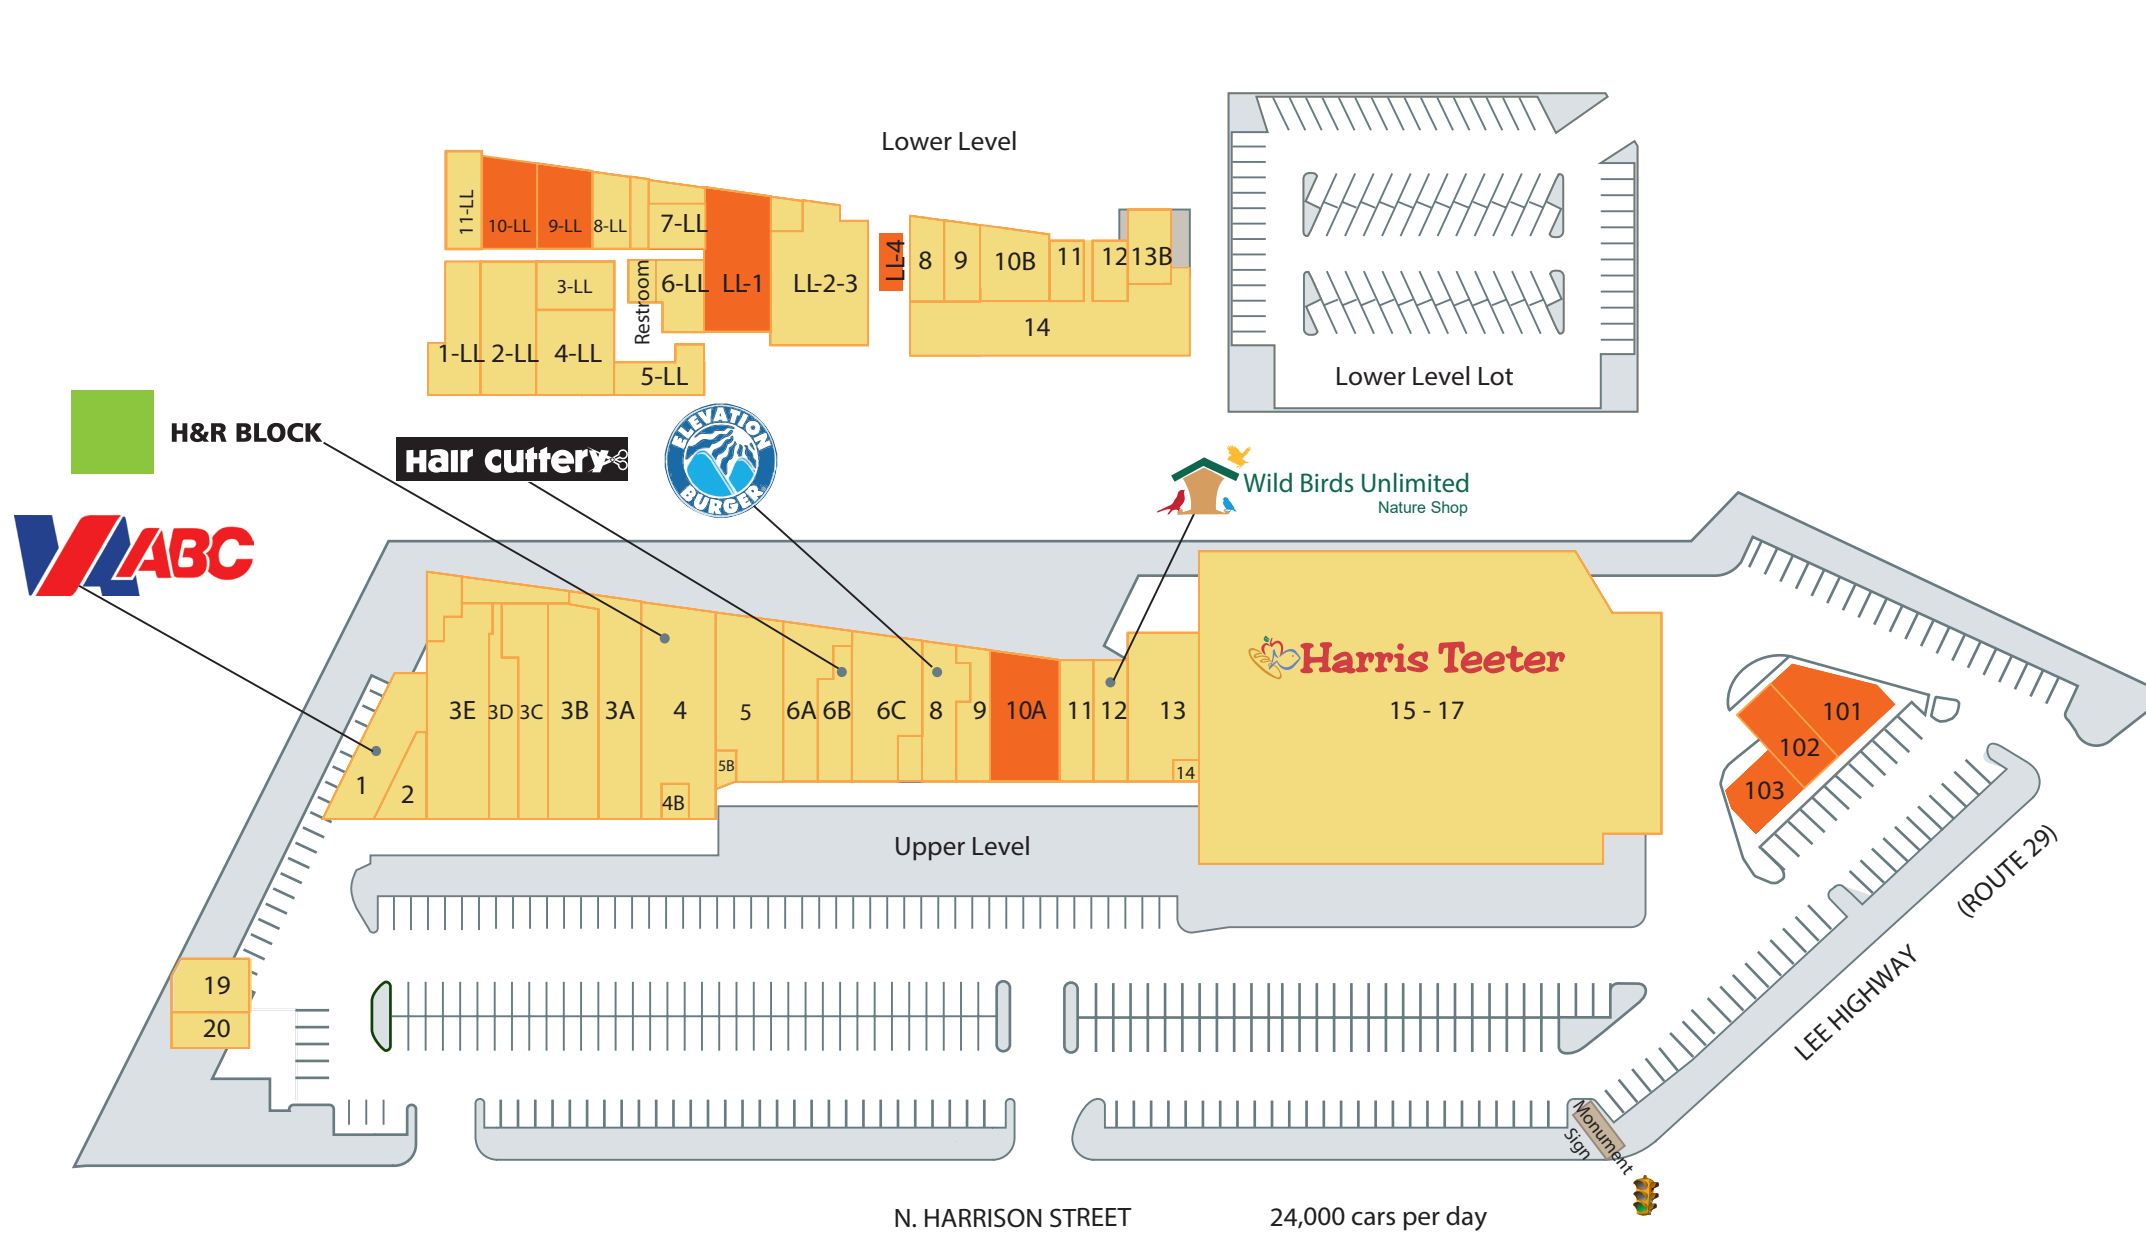 Lower Level
11-LL
10-LL
9-LL
8-LL
7-LL
LL-1
LL-2-3
LL-4
8
9
10B
11
12
13B
14
3-LL
Restroom
6-LL
1-LL
2-LL
4-LL
5-LL
Lower Level Lot
H&R BLOCK
Hair cuttery
ELEVATION
BURGER
Wild Birds Unlimited
Nature Shop
VA ABC
Harris Teeter
15 - 17
1
2
3E
3D
3C
3B
3A
4
4B
5
5B
6A
6B
6C
8
9
10A
11
12
13
14
101
102
103
Upper Level
19
20
LEE HIGHWAY
(ROUTE 29)
Monument
Sign
N. HARRISON STREET
24,000 cars per day